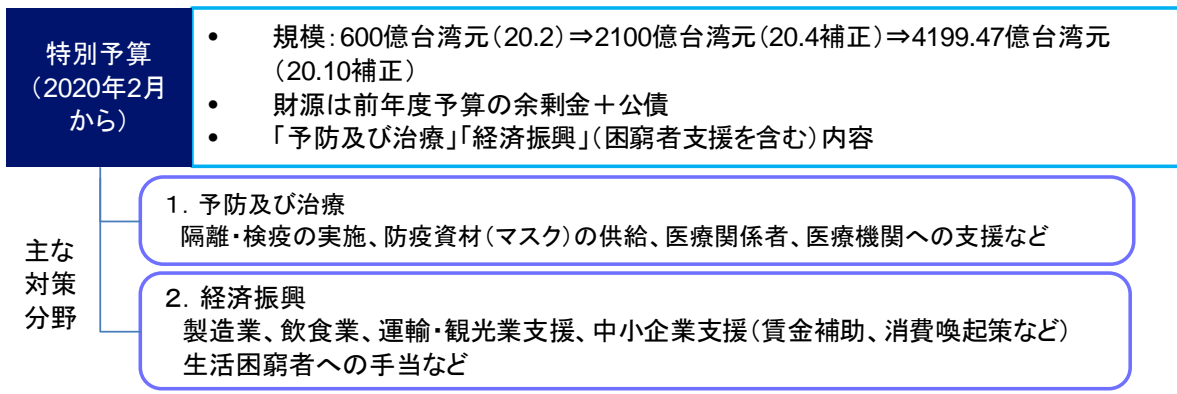 特別予算
（2020年2月
から）
• 規模：600億台湾元（20.2）⇒2100億台湾元（20.4補正）⇒4199.47億台湾元
（20.10補正）
• 財源は前年度予算の余剰金＋公債
• 「予防及び治療」「経済振興」（困窮者支援を含む）内容
主な
対策
分野
１．予防及び治療
隔離・検疫の実施、防疫資材（マスク）の供給、医療関係者、医療機関への支援など
２．経済振興
製造業、飲食業、運輸・観光業支援、中小企業支援（賃金補助、消費喚起策など）
生活困窮者への手当など